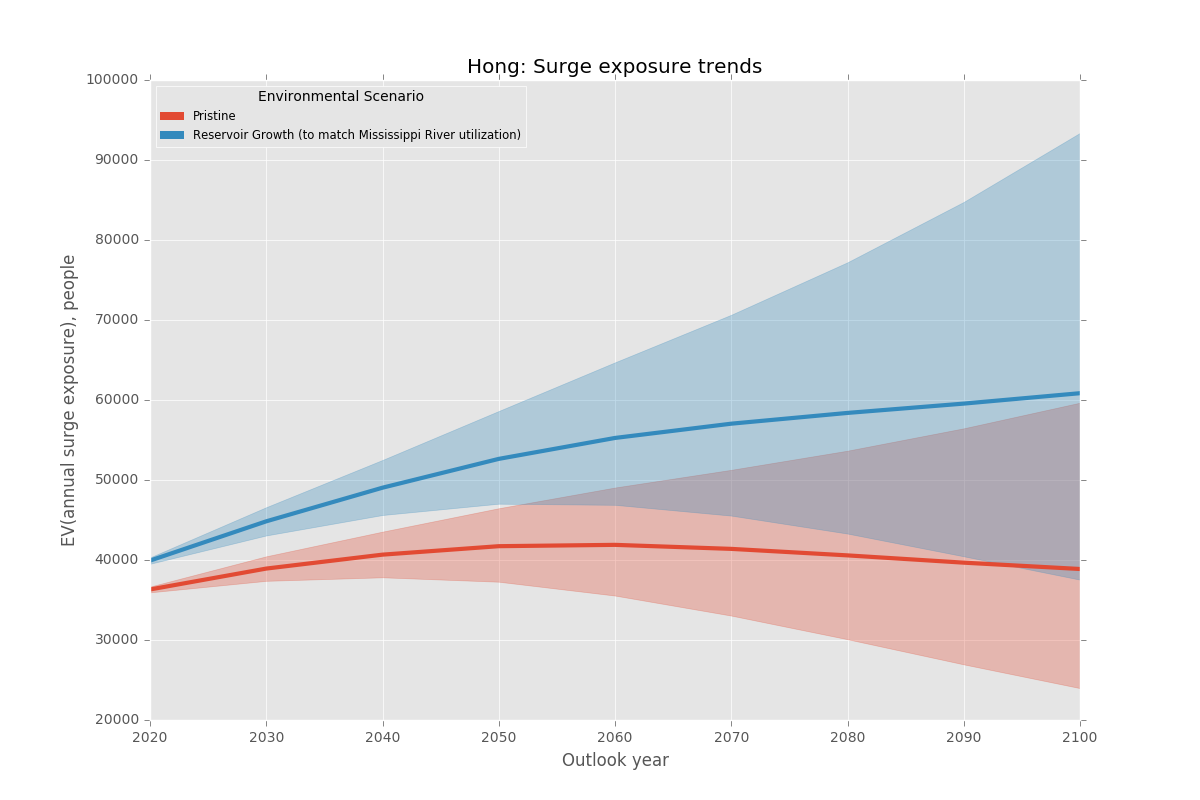 Hong: Surge exposure trends
Environmental Scenario
Pristine
Reservoir Growth (to match Mississippi River utilization)
EV(annual surge exposure), people
100000
90000
80000
70000
60000
50000
40000
30000
20000
2020 2030 2040 2050 2060 2070 2080 2090 2100
Outlook year